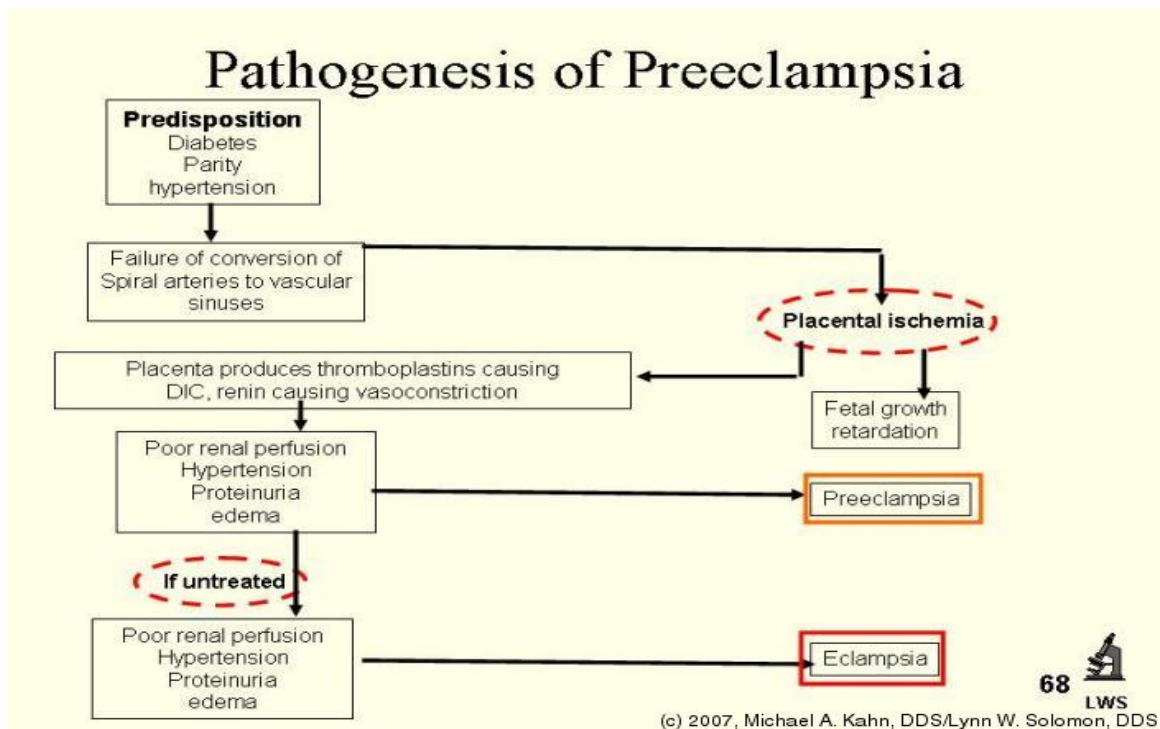 Pathogenesis of Preeclampsia
Predisposition
Diabetes
Parity
hypertension
Failure of conversion of
Spiral arteries to vascular
sinuses
Placental ischemia
Placenta produces thromboplastins causing
DIC, renin causing vasoconstriction
Fetal growth
retardation
Poor renal perfusion
Hypertension
Proteinuria
edema
Preeclampsia
If untreated
Poor renal perfusion
Hypertension
Proteinuria
edema
Eclampsia
68
LWS
(c) 2007, Michael A. Kahn, DDS/Lynn W. Solomon, DDS